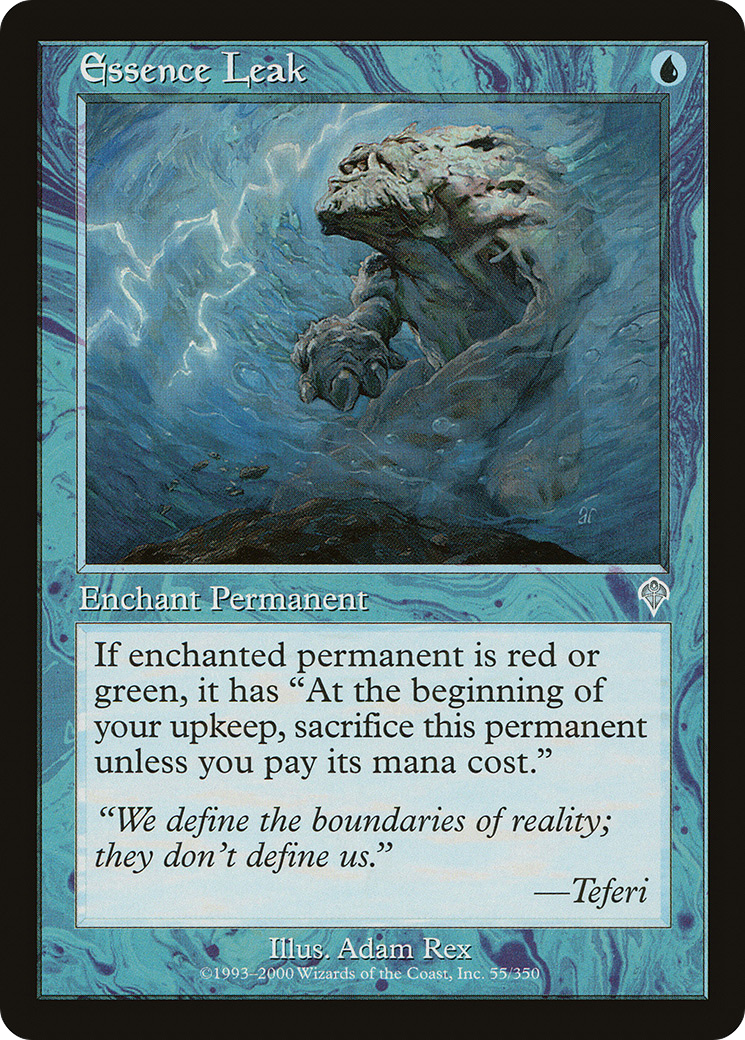 Essence Leak
ar
Enchant Permanent
If enchanted permanent is red or
green, it has “At the beginning of
your upkeep, sacrifice this permanent
unless you pay its mana cost.”
“We define the boundaries of reality;
they don’t define us.”
—Teferi
Illus. Adam Rex
©1993–2000 Wizards of the Coast, Inc. 55/350